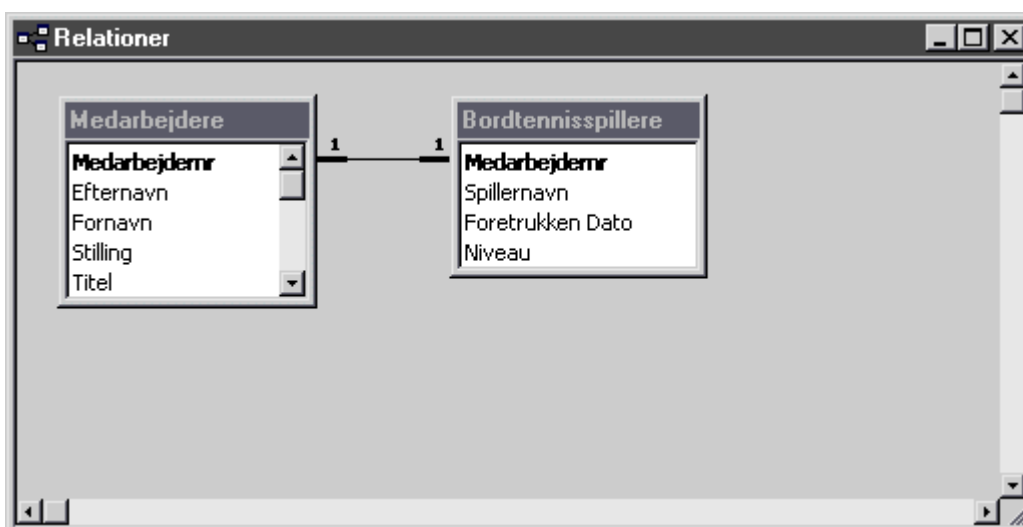 Relationer
Medarbejdere
Medarbejdernr
Efternavn
Fornavn
Stilling
Titel
1
1
Bordtennisspillere
Medarbejdernr
Spillernavn
Foretrukken Dato
Niveau